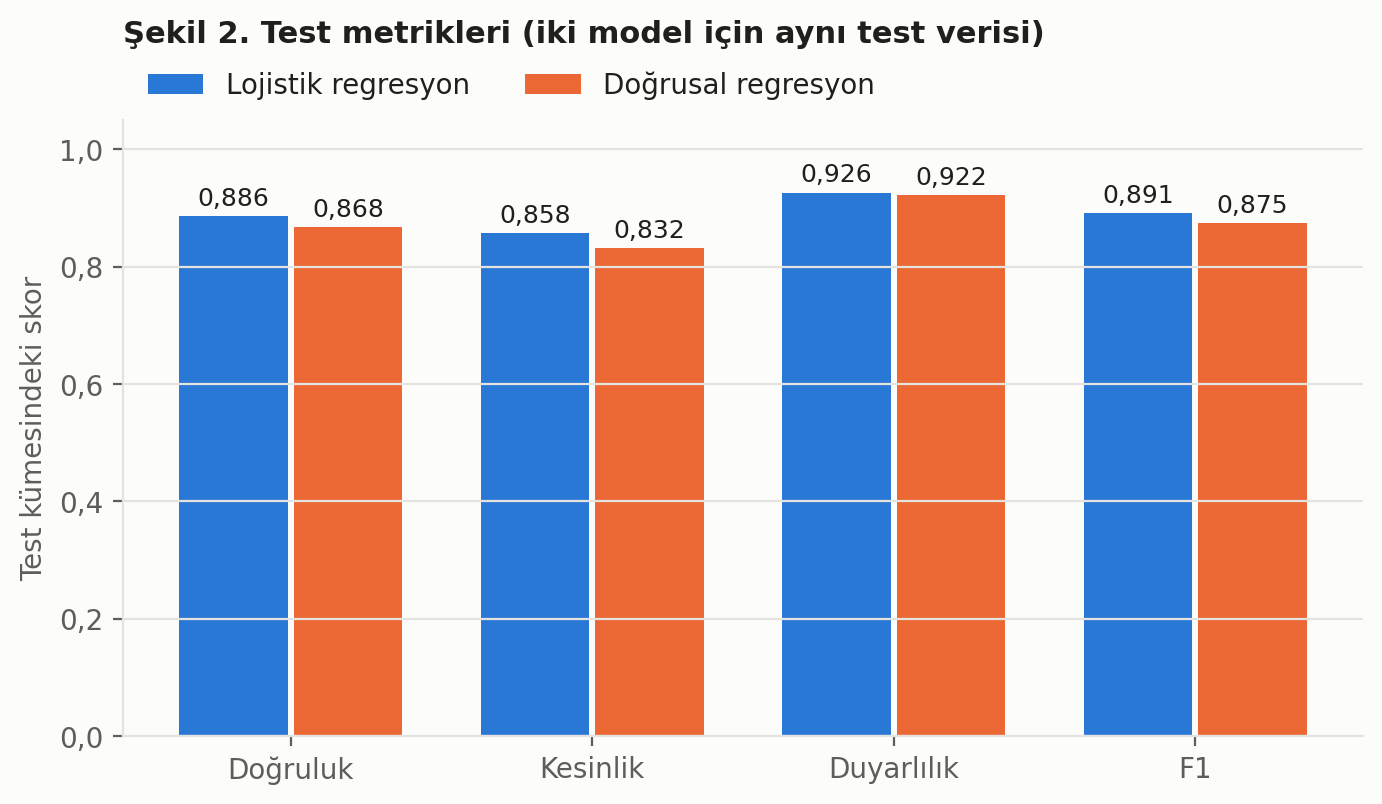 Şekil 2. Test metrikleri (iki model için aynı test verisi)
Lojistik regresyon
Doğrusal regresyon
Test kümesindeki skor
1,0
0,8
0,6
0,4
0,2
0,0
0,886
0,868
0,858
0,832
0,926
0,922
0,891
0,875
Doğruluk
Kesinlik
Duyarlılık
F1